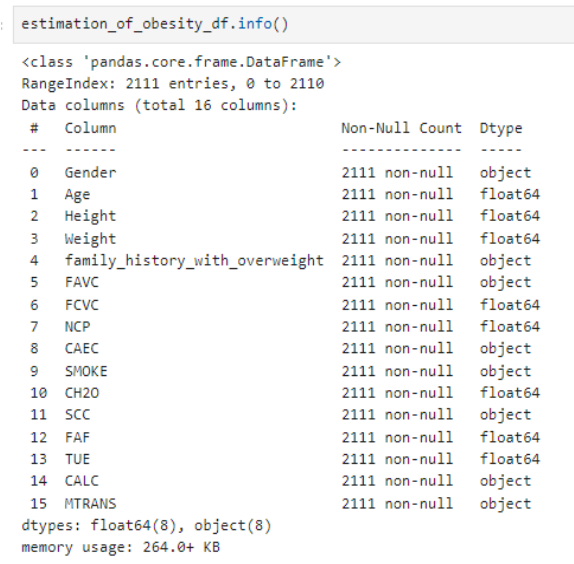 estimation_of_obesity_df.info()
<class 'pandas.core.frame.DataFrame'>
RangeIndex: 2111 entries, 0 to 2110
Data columns (total 16 columns):
 #   Column                          Non-Null Count  Dtype
---  ------                          --------------  -----
 0   Gender                          2111 non-null   object
 1   Age                             2111 non-null   float64
 2   Height                          2111 non-null   float64
 3   Weight                          2111 non-null   float64
 4   family_history_with_overweight  2111 non-null   object
 5   FAVC                            2111 non-null   object
 6   FCVC                            2111 non-null   float64
 7   NCP                             2111 non-null   float64
 8   CAEC                            2111 non-null   object
 9   SMOKE                           2111 non-null   object
 10  CH2O                            2111 non-null   float64
 11  SCC                             2111 non-null   object
 12  FAF                             2111 non-null   float64
 13  TUE                             2111 non-null   float64
 14  CALC                            2111 non-null   object
 15  MTRANS                          2111 non-null   object
dtypes: float64(8), object(8)
memory usage: 264.0+ KB